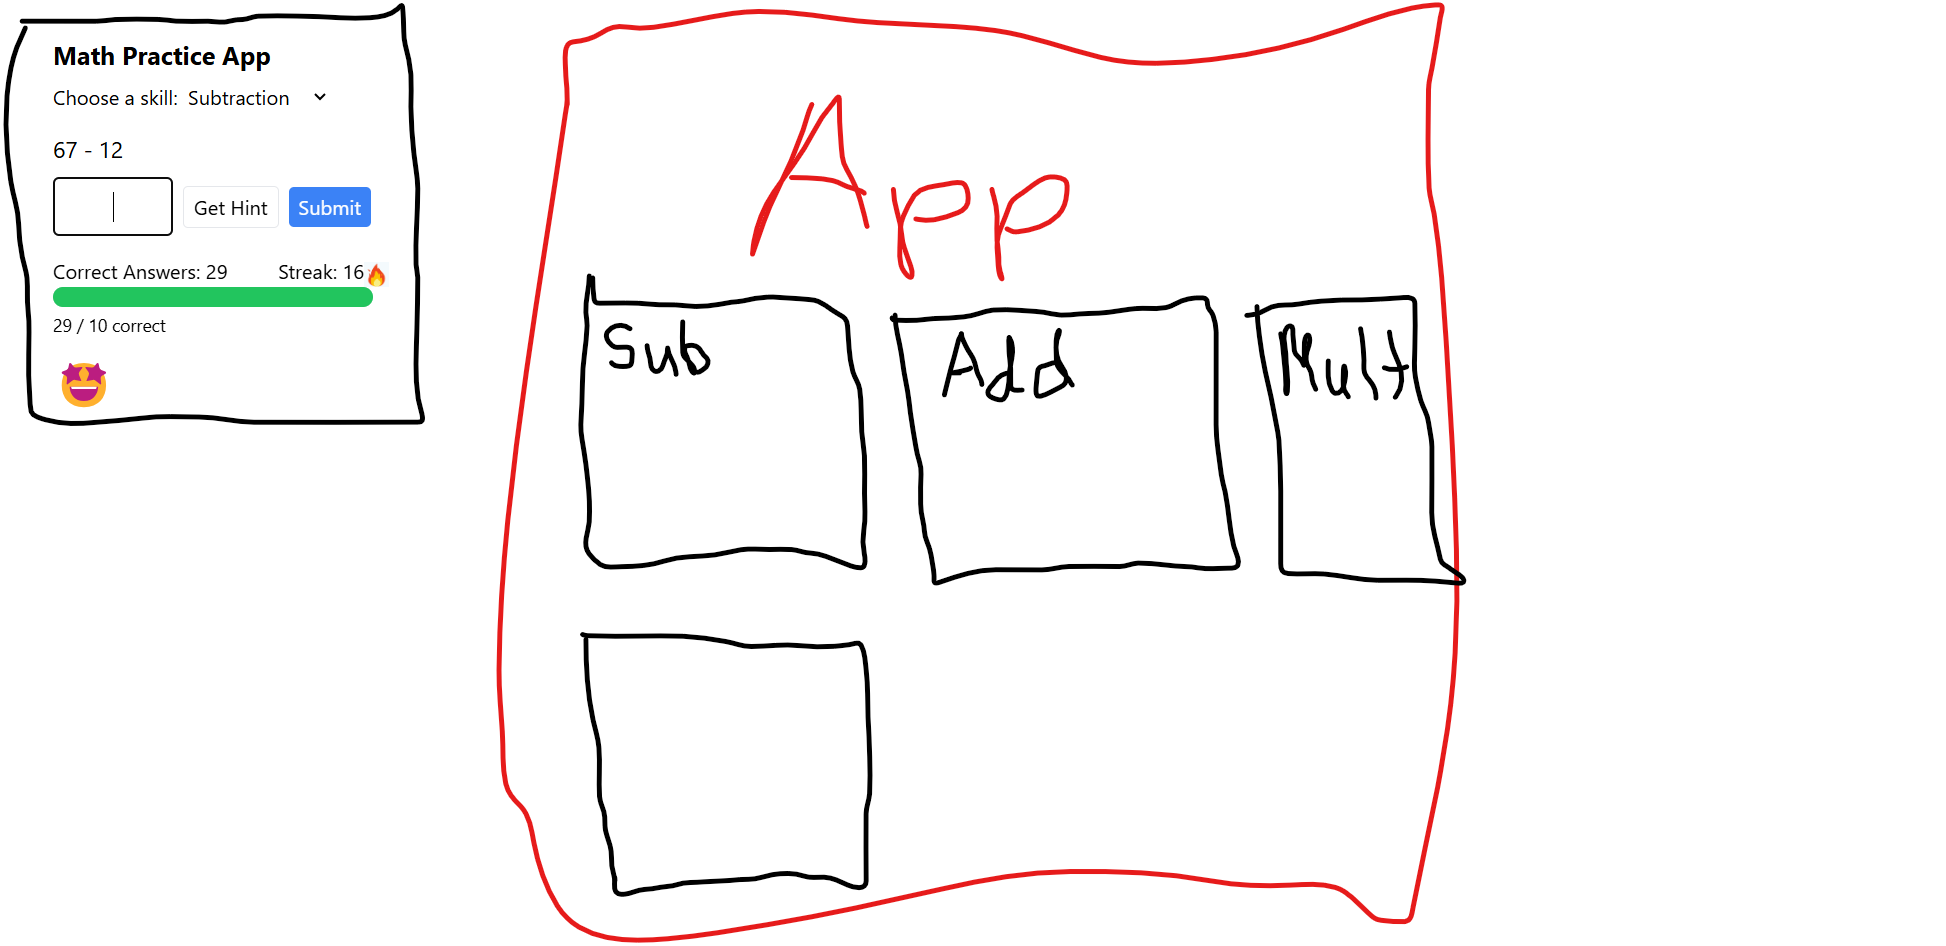 Math Practice App
Choose a skill: Subtraction
67 - 12
Get Hint Submit
Correct Answers: 29 Streak: 16🔥
29 / 10 correct
App
Sub Add Mult